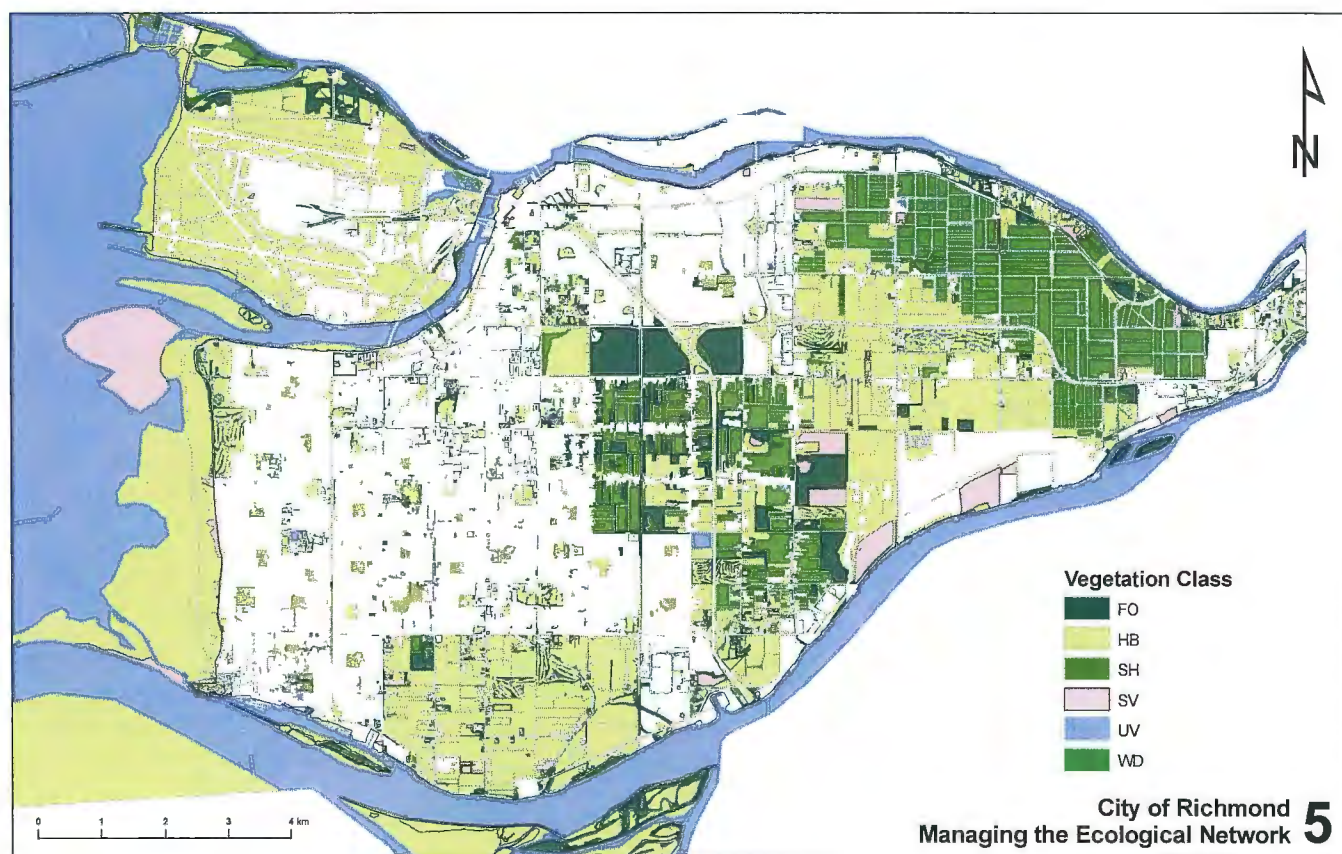 N
Vegetation Class
FO
HB
SH
SV
UV
WD
0 1 2 3 4 km
City of Richmond
Managing the Ecological Network 5